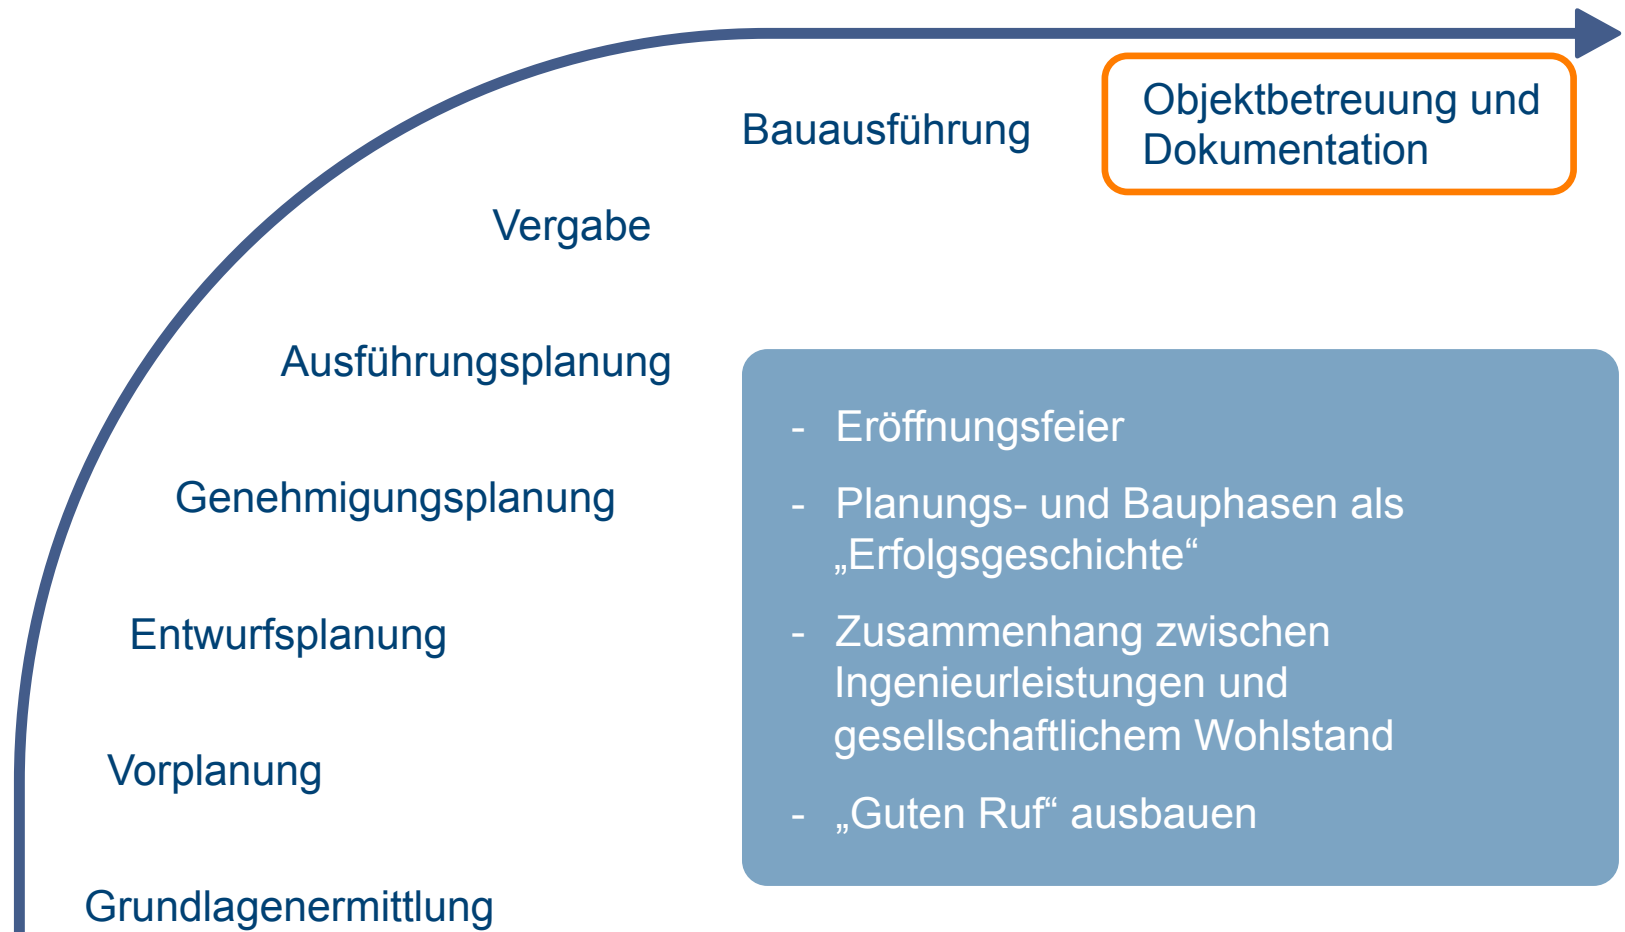 Objektbetreuung und
Dokumentation
Bauausführung
Vergabe
Ausführungsplanung
Genehmigungsplanung
Entwurfsplanung
Vorplanung
Grundlagenermittlung
- Eröffnungsfeier
- Planungs- und Bauphasen als
„Erfolgsgeschichte“
- Zusammenhang zwischen
Ingenieurleistungen und
gesellschaftlichem Wohlstand
- „Guten Ruf“ ausbauen